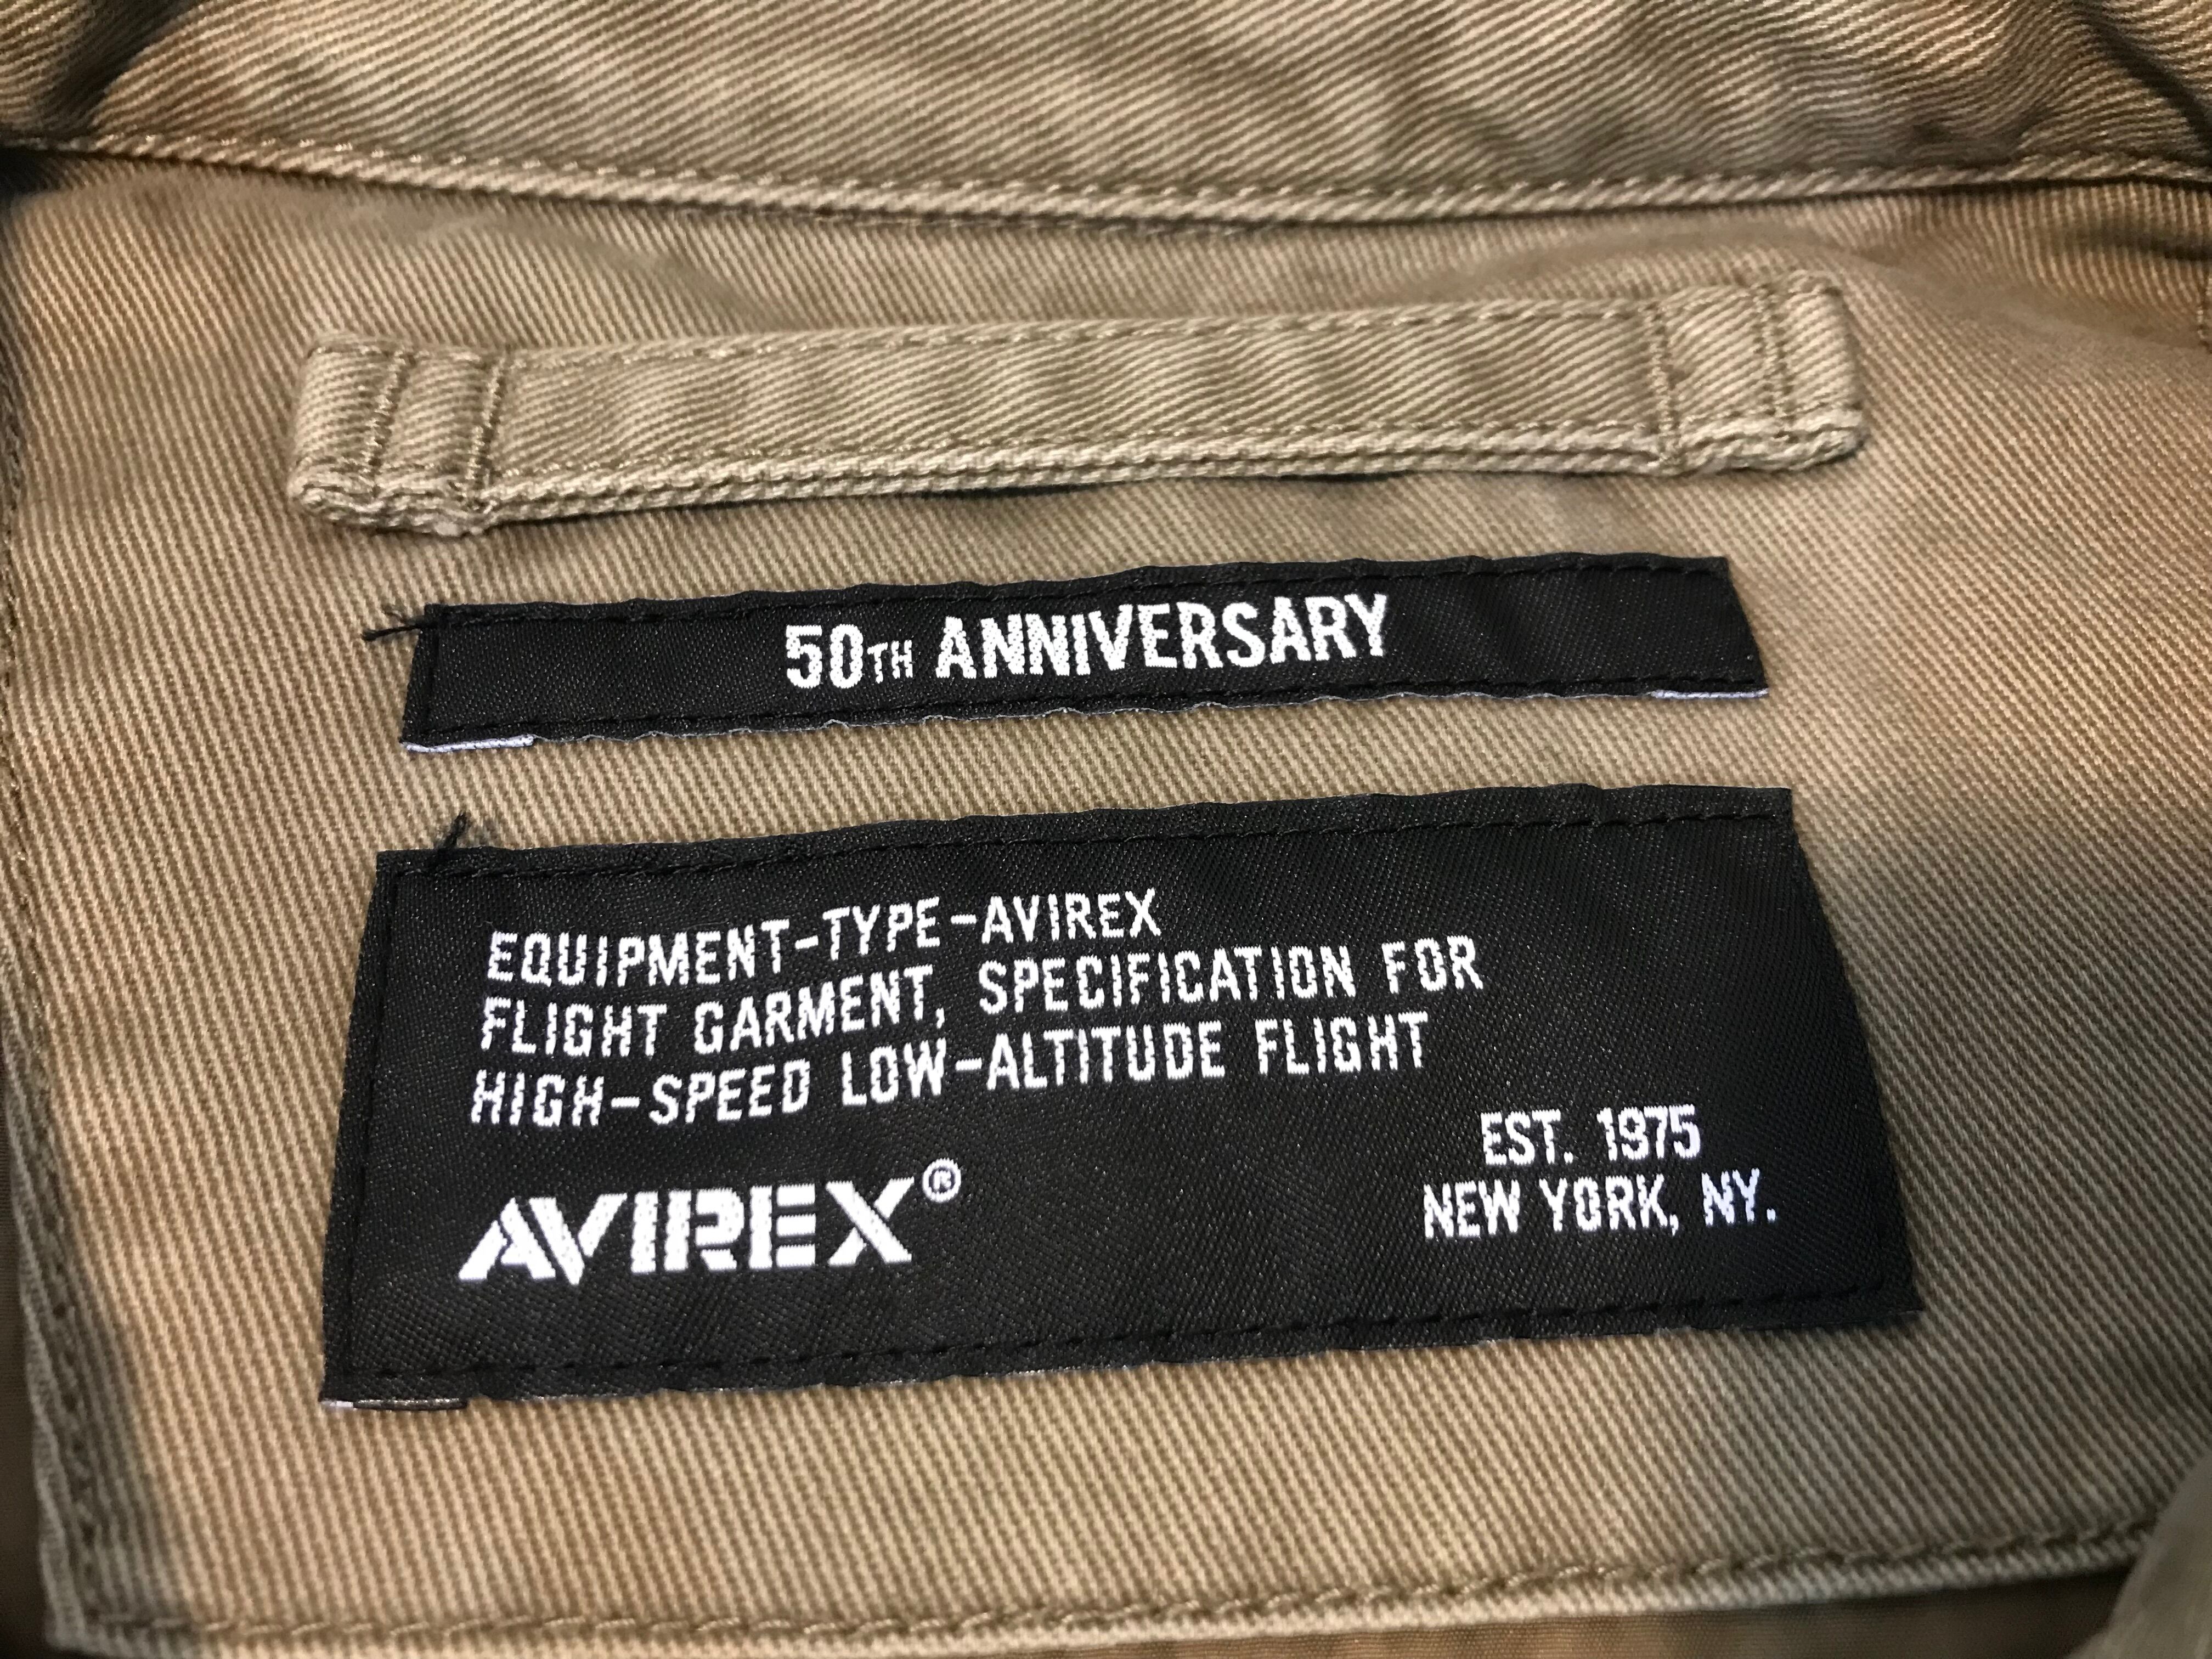 50TH ANNIVERSARY
EQUIPMENT-TYPE-AVIREX
FLIGHT GARMENT, SPECIFICATION FOR
HIGH-SPEED LOW-ALTITUDE FLIGHT
EST. 1975
NEW YORK, NY.
AVIREX®